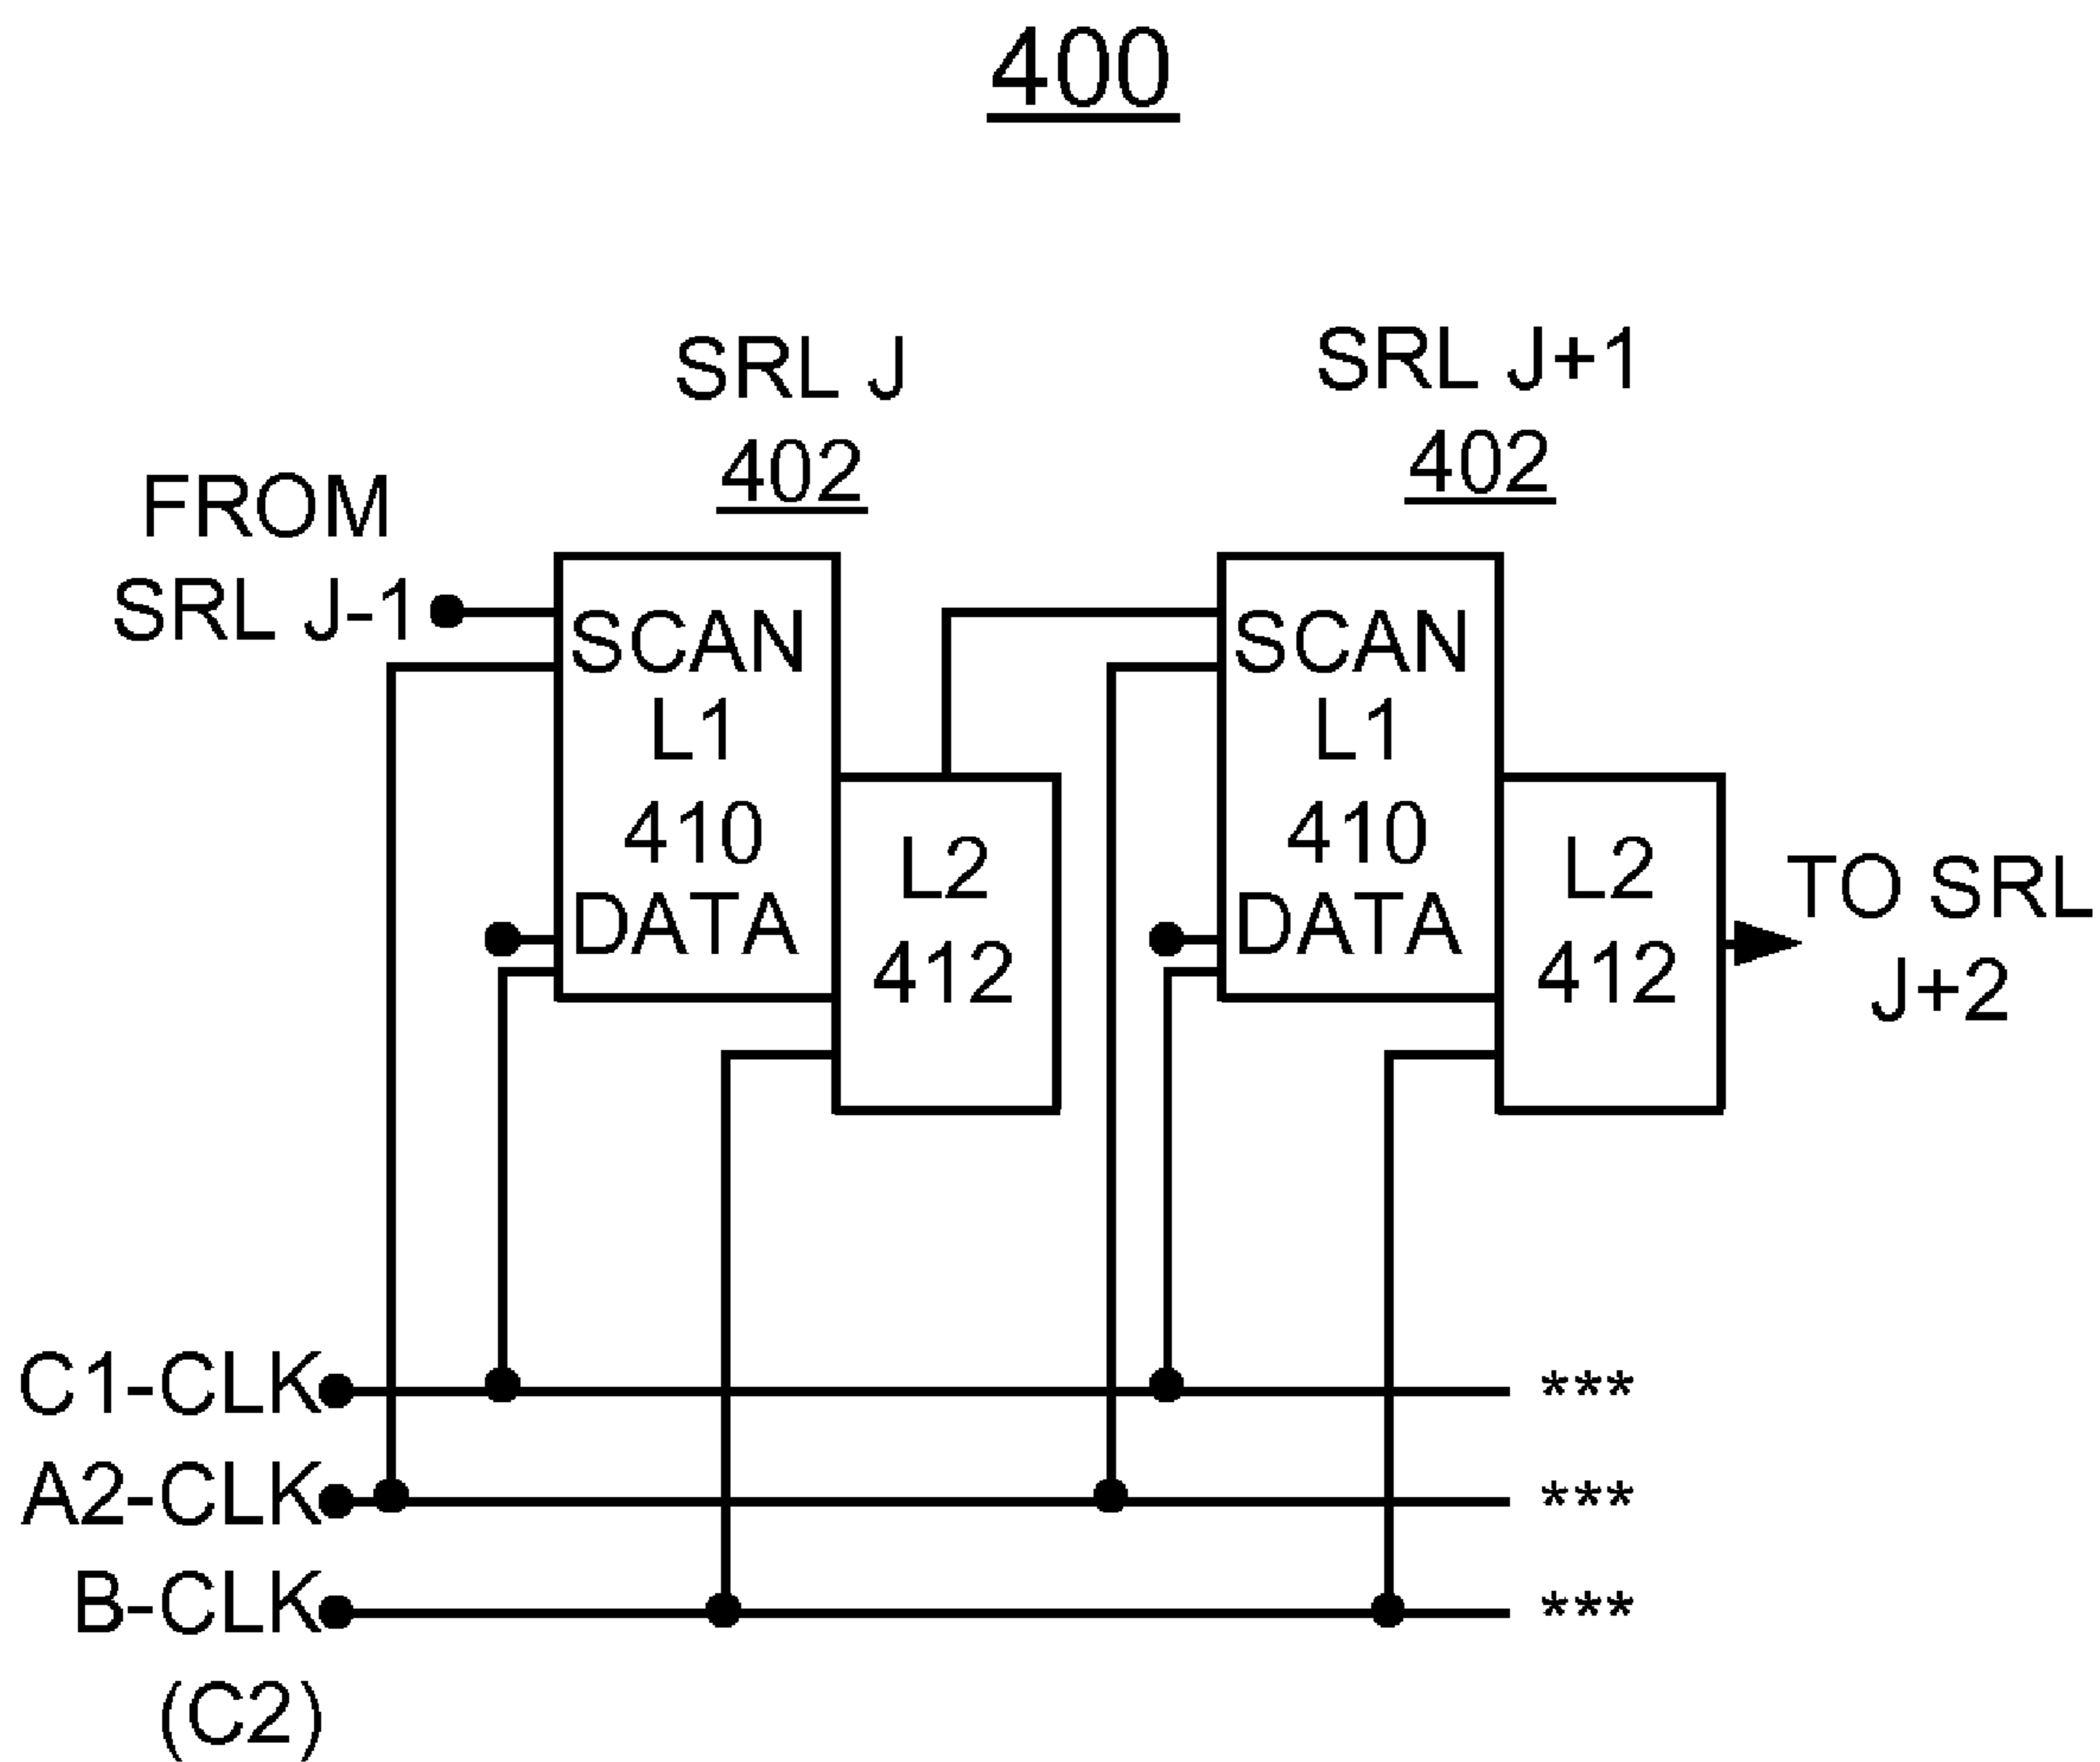 400
SRL J
402
SRL J+1
402
FROM
SRL J-1
SCAN
L1
410
DATA
L2
412
SCAN
L1
410
DATA
L2
412
TO SRL
J+2
C1-CLK
***
A2-CLK
***
B-CLK
***
(C2)